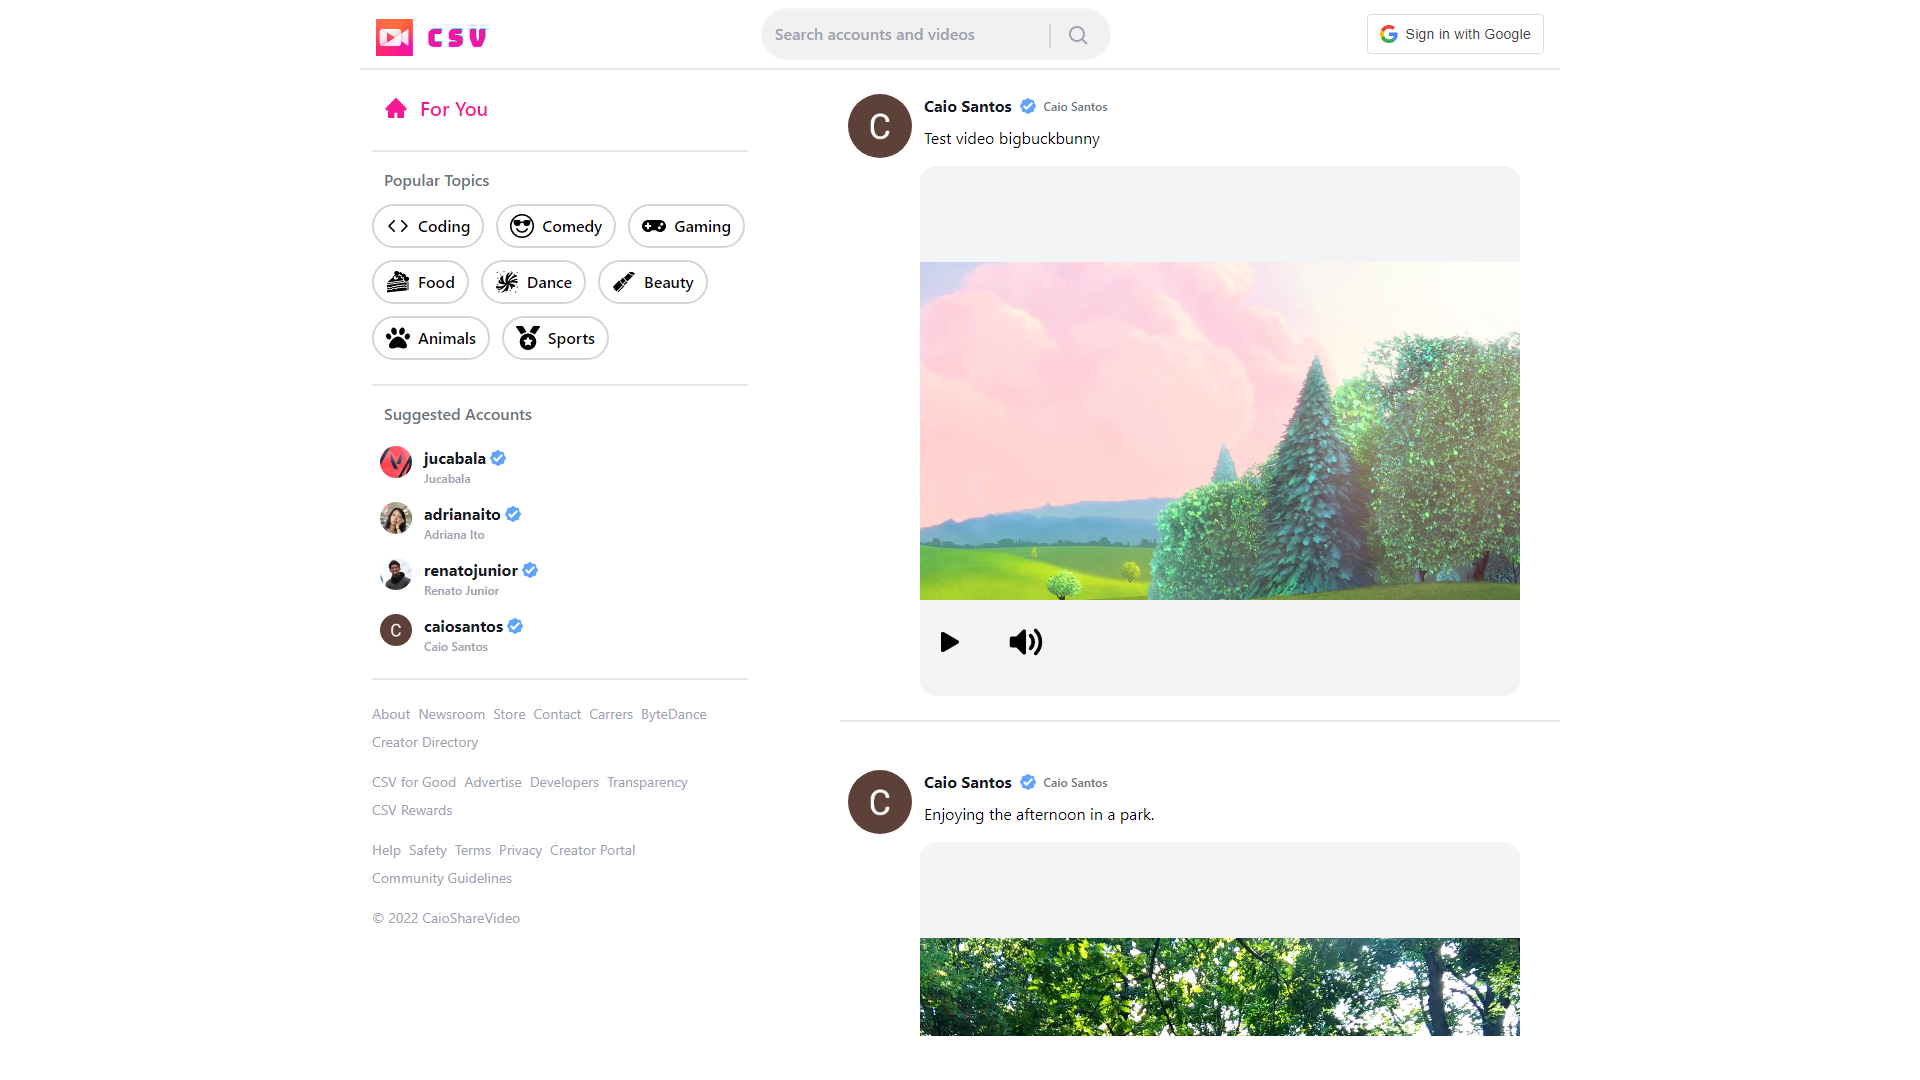 CSV
Search accounts and videos
Sign in with Google
For You
Popular Topics
Coding
Comedy
Gaming
Food
Dance
Beauty
Animals
Sports
Suggested Accounts
jucabala
Jucabala
adrianaito
Adriana Ito
renatojunior
Renato Junior
C
caiosantos
Caio Santos
About Newsroom Store Contact Carrers ByteDance
Creator Directory
CSV for Good Advertise Developers Transparency
CSV Rewards
Help Safety Terms Privacy Creator Portal
Community Guidelines
© 2022 CaioShareVideo
C
Caio Santos Caio Santos
Test video bigbuckbunny
C
Caio Santos Caio Santos
Enjoying the afternoon in a park.